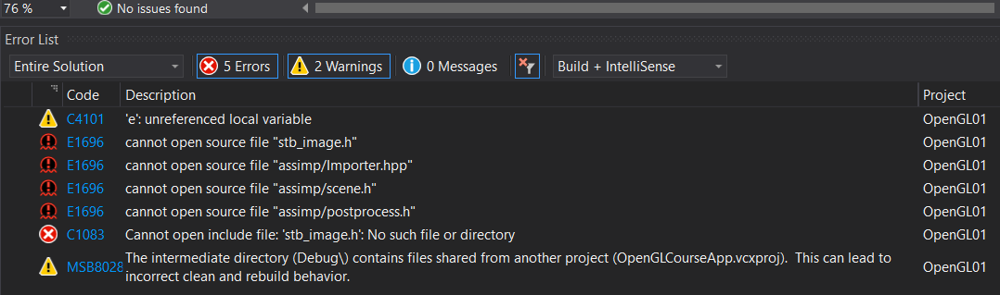 76 % No issues found
Error List
Entire Solution 5 Errors 2 Warnings 0 Messages Build + IntelliSense
Code Description Project
C4101 'e': unreferenced local variable OpenGL01
E1696 cannot open source file "stb_image.h" OpenGL01
E1696 cannot open source file "assimp/Importer.hpp" OpenGL01
E1696 cannot open source file "assimp/scene.h" OpenGL01
E1696 cannot open source file "assimp/postprocess.h" OpenGL01
C1083 Cannot open include file: 'stb_image.h': No such file or directory OpenGL01
MSB8028 The intermediate directory (Debug\) contains files shared from another project (OpenGLCourseApp.vcxproj).  This can lead to OpenGL01
incorrect clean and rebuild behavior.